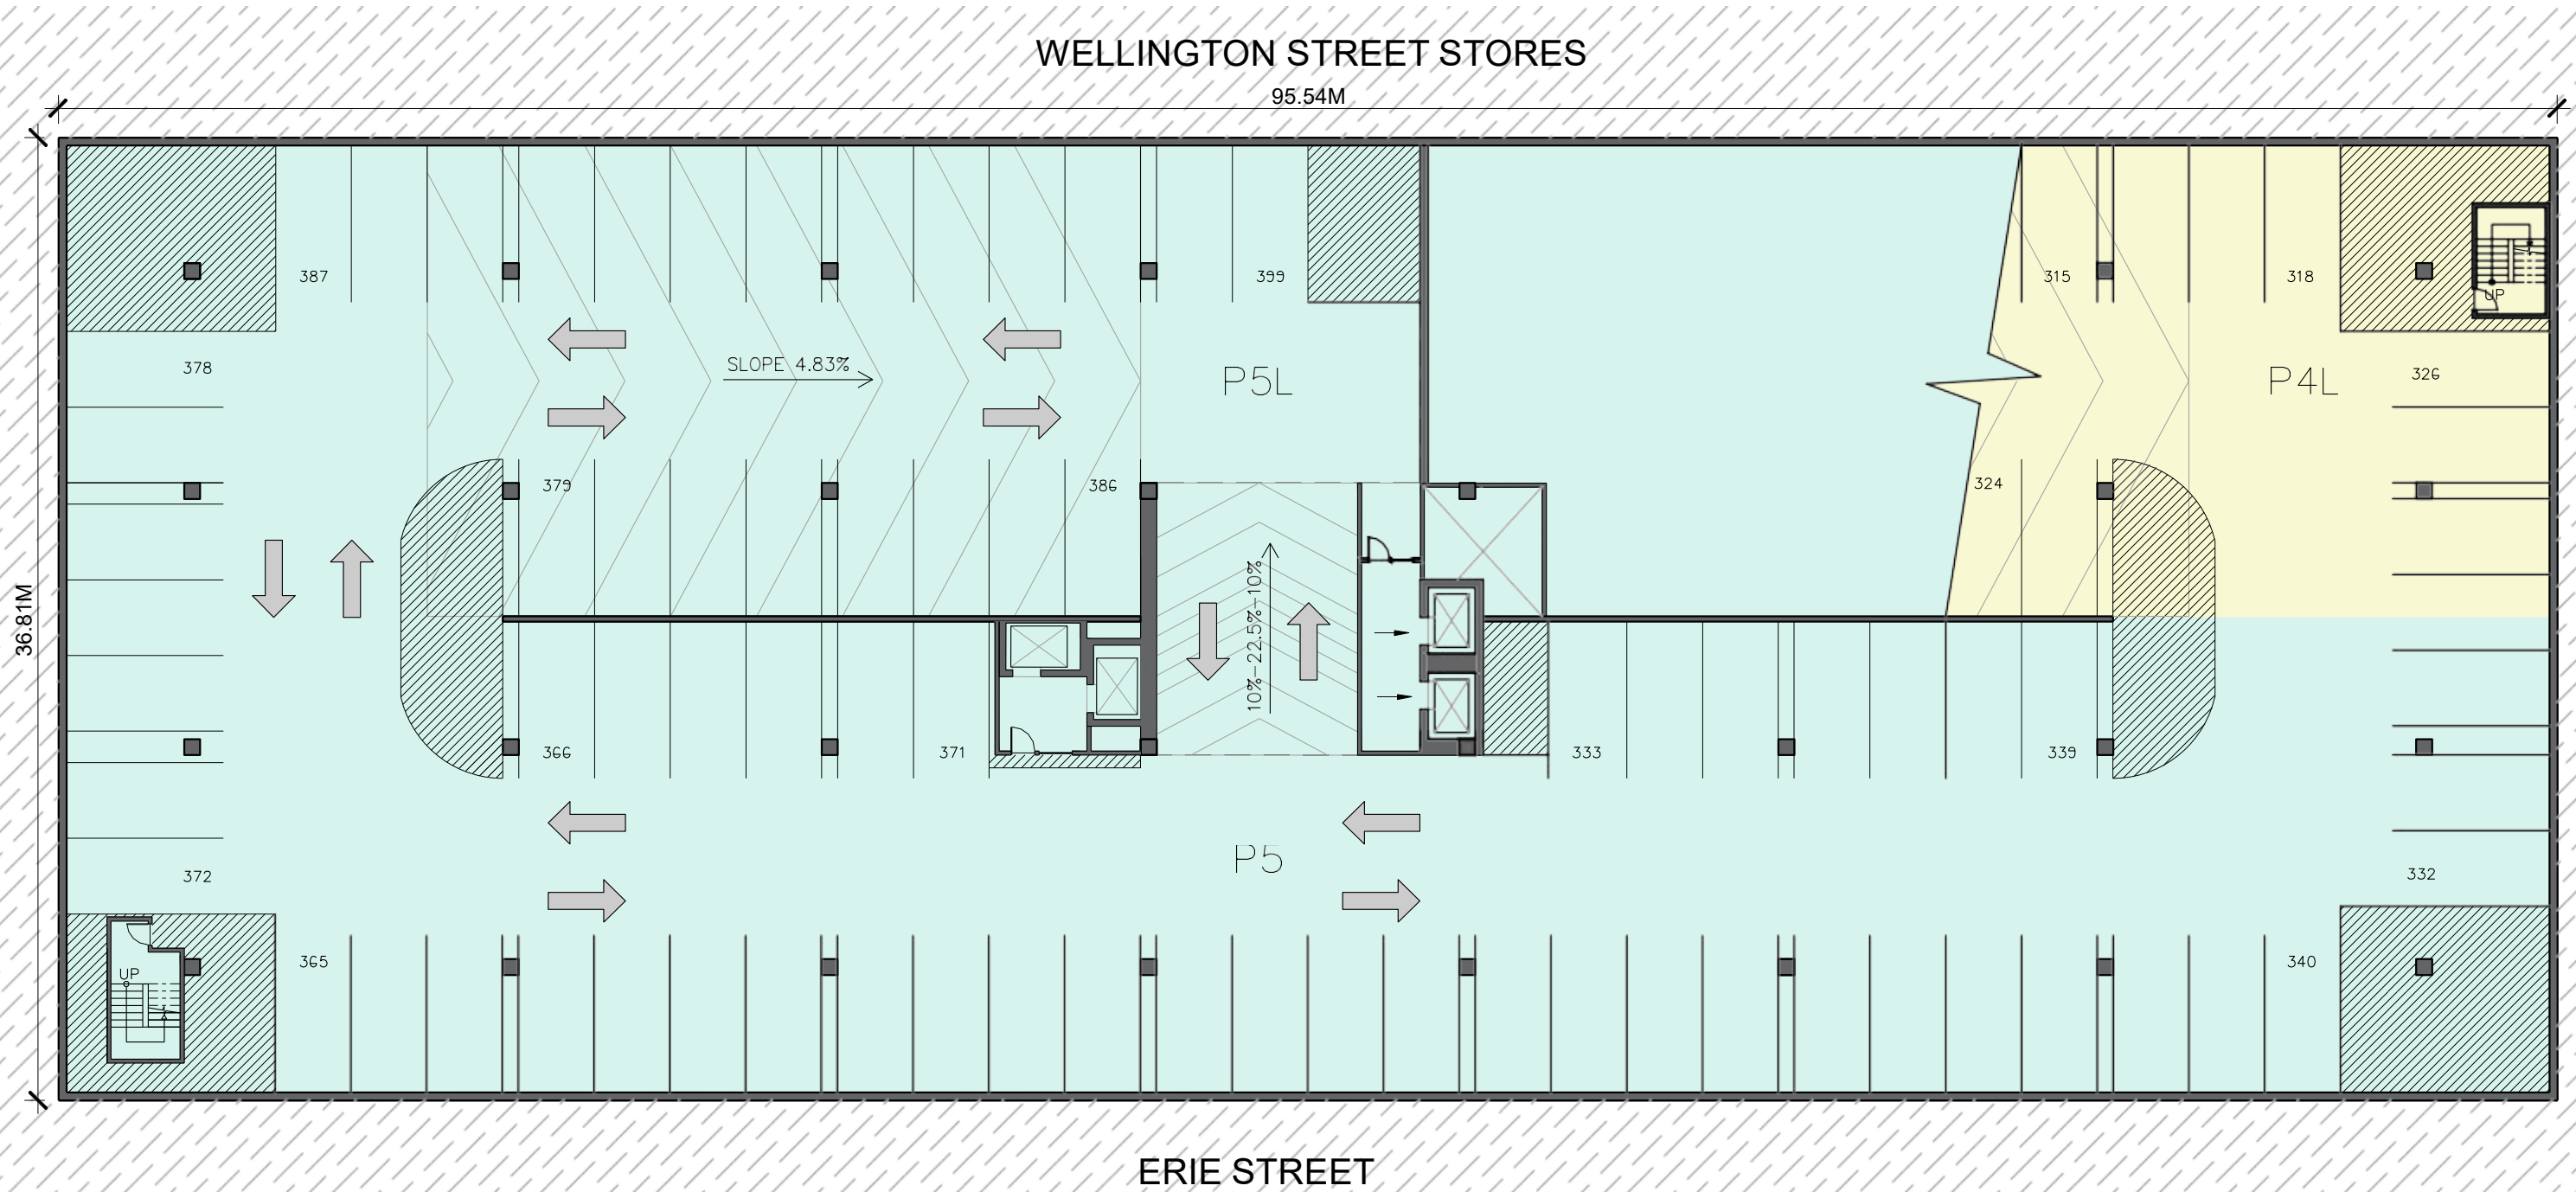 WELLINGTON STREET STORES
95.54M
36.81M
387
399
315
318
UP
378
SLOPE 4.83%
P5L
P4L
326
379
386
324
10%-22.5%-10%
366
371
333
339
P5
372
332
365
340
UP
ERIE STREET